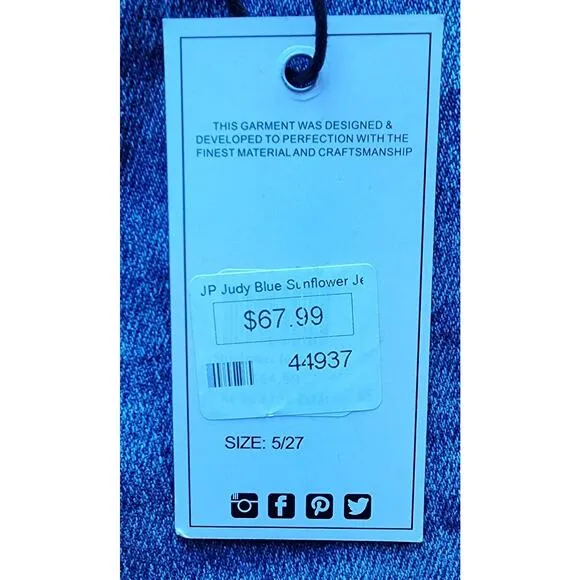 THIS GARMENT WAS DESIGNED &
DEVELOPED TO PERFECTION WITH THE
FINEST MATERIAL AND CRAFTSMANSHIP
JP Judy Blue Sunflower Je
$67.99
44937
SIZE: 5/27